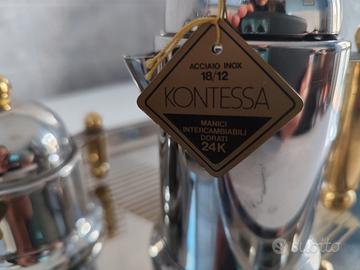 ACCIAIO INOX
18/12
KONTESSA
MANICI
INTERCAMBIABILI
DORATI
24K
subito